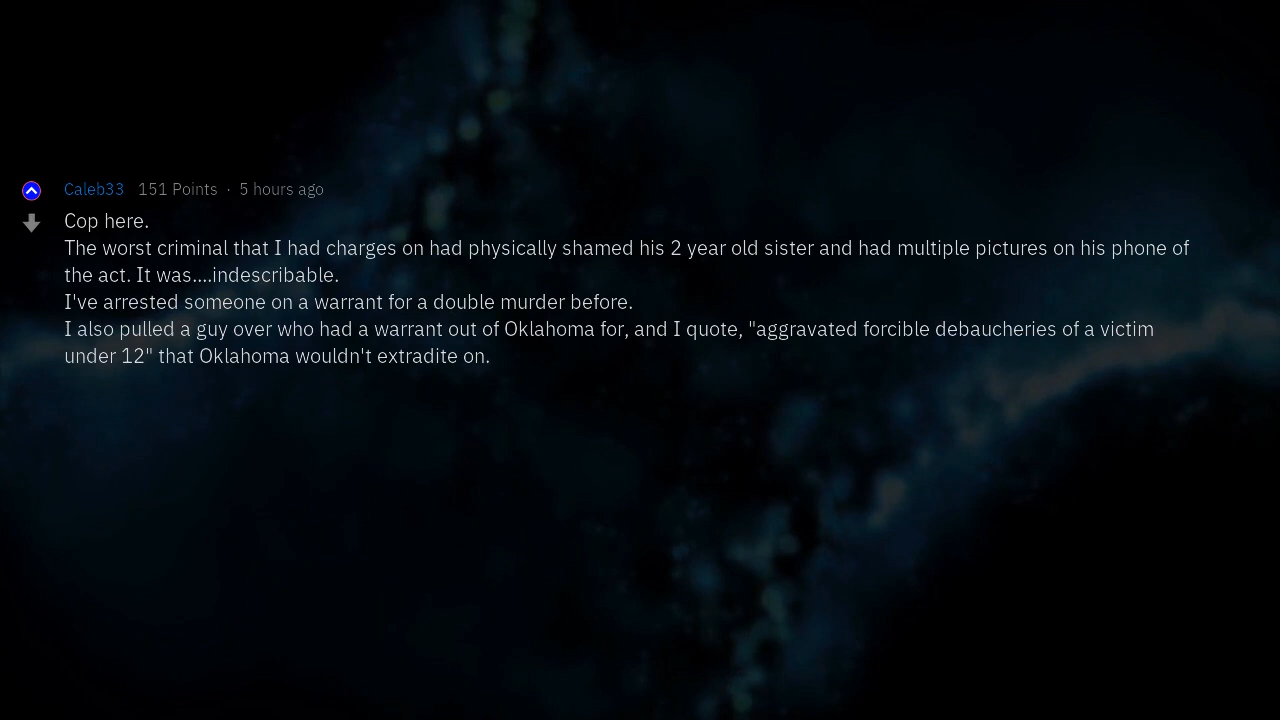 Caleb33 151 Points · 5 hours ago
Cop here.
The worst criminal that I had charges on had physically shamed his 2 year old sister and had multiple pictures on his phone of
the act. It was....indescribable.
I've arrested someone on a warrant for a double murder before.
I also pulled a guy over who had a warrant out of Oklahoma for, and I quote, "aggravated forcible debaucheries of a victim
under 12" that Oklahoma wouldn't extradite on.